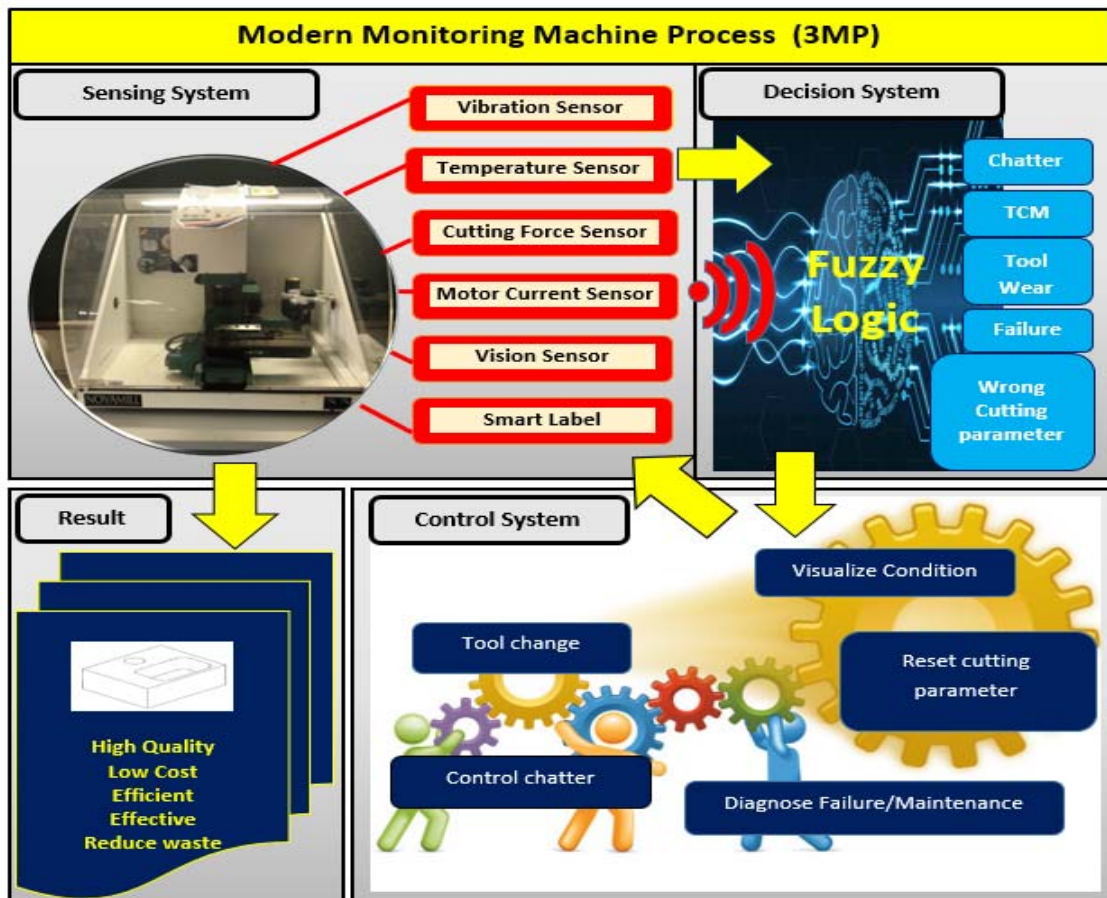 Modern Monitoring Machine Process (3MP)
Sensing System
Vibration Sensor
Temperature Sensor
Cutting Force Sensor
Motor Current Sensor
Vision Sensor
Smart Label
NOVAMILL
Decision System
Fuzzy
Logic
Chatter
TCM
Tool
Wear
Failure
Wrong
Cutting
parameter
Result
High Quality
Low Cost
Efficient
Effective
Reduce waste
Control System
Visualize Condition
Tool change
Reset cutting
parameter
Control chatter
Diagnose Failure/Maintenance